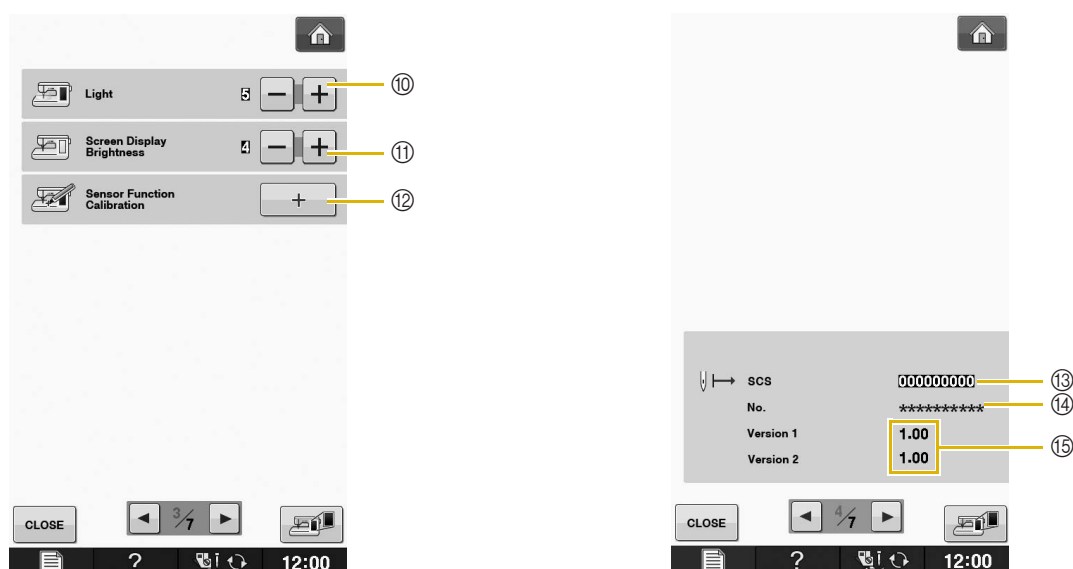 Light 5 − + ⑩
Screen Display
Brightness 4 − + ⑪
Sensor Function
Calibration + ⑫
CLOSE 3/7
? 12:00
SCS 000000000 ⑬
No. ********** ⑭
Version 1 1.00
Version 2 1.00 ⑮
CLOSE 4/7
? 12:00